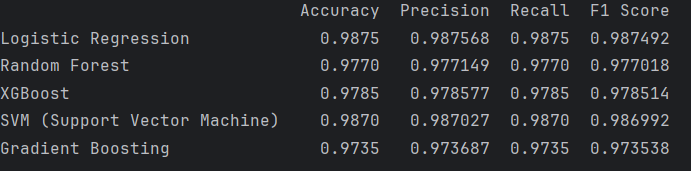 Accuracy Precision Recall F1 Score
Logistic Regression 0.9875 0.987568 0.9875 0.987492
Random Forest 0.9770 0.977149 0.9770 0.977018
XGBoost 0.9785 0.978577 0.9785 0.978514
SVM (Support Vector Machine) 0.9870 0.987027 0.9870 0.986992
Gradient Boosting 0.9735 0.973687 0.9735 0.973538